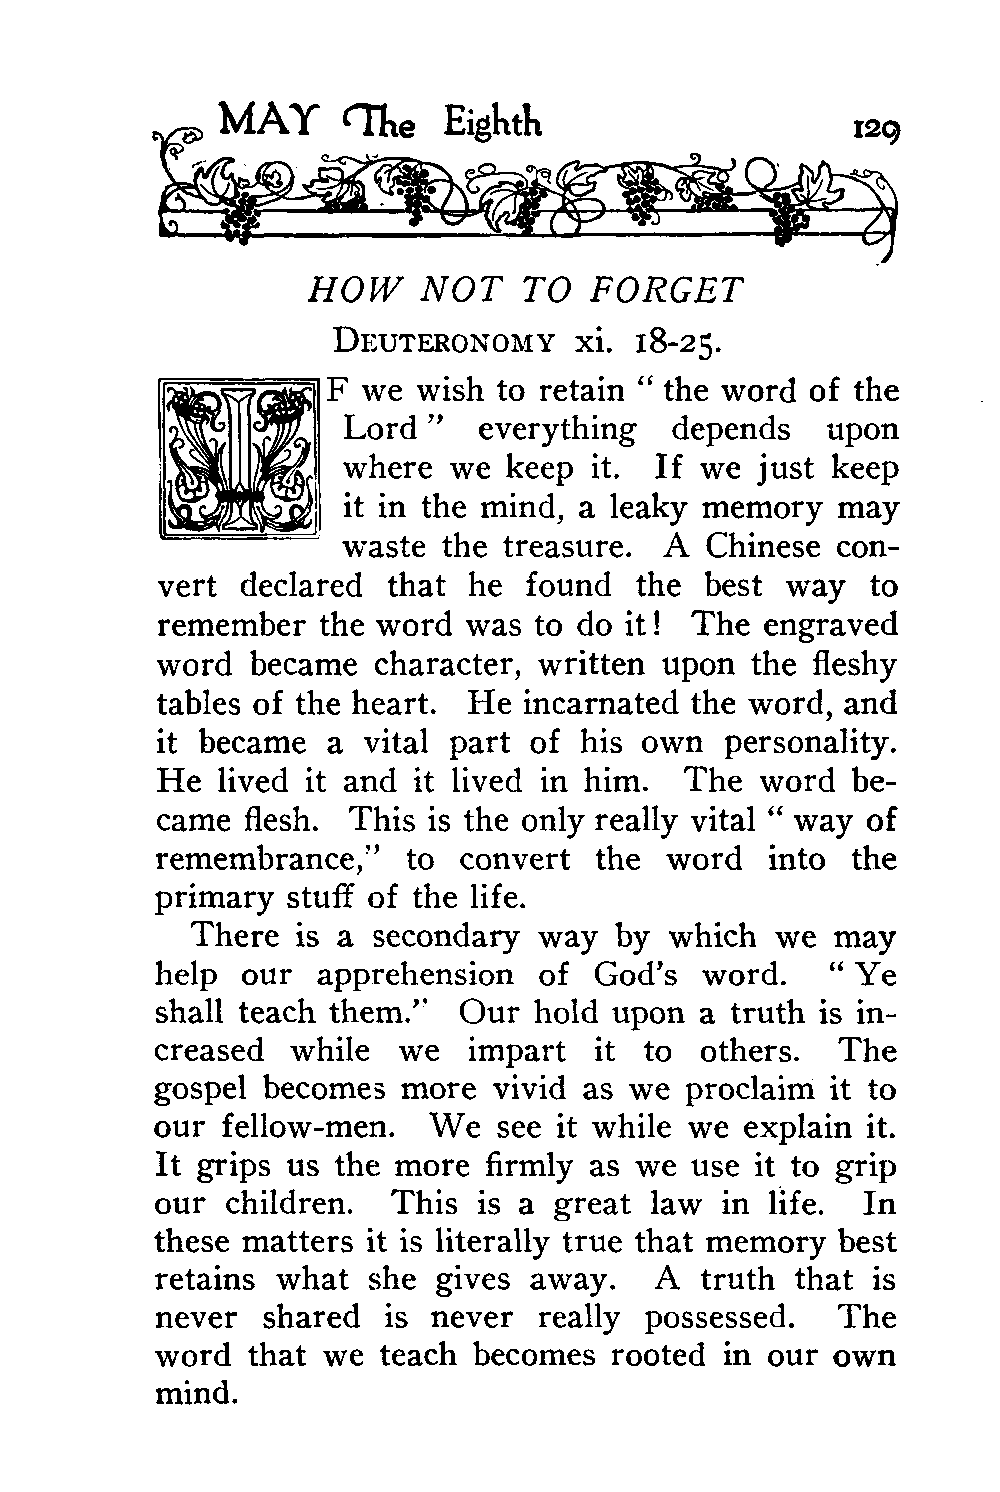 MAY The Eighth 129
HOW NOT TO FORGET
DEUTERONOMY xi. 18-25.
IF we wish to retain “ the word of the
Lord ” everything depends upon
where we keep it. If we just keep
it in the mind, a leaky memory may
waste the treasure. A Chinese con-
vert declared that he found the best way to
remember the word was to do it! The engraved
word became character, written upon the fleshy
tables of the heart. He incarnated the word, and
it became a vital part of his own personality.
He lived it and it lived in him. The word be-
came flesh. This is the only really vital “ way of
remembrance,” to convert the word into the
primary stuff of the life.
There is a secondary way by which we may
help our apprehension of God’s word. “ Ye
shall teach them.” Our hold upon a truth is in-
creased while we impart it to others. The
gospel becomes more vivid as we proclaim it to
our fellow-men. We see it while we explain it.
It grips us the more firmly as we use it to grip
our children. This is a great law in life. In
these matters it is literally true that memory best
retains what she gives away. A truth that is
never shared is never really possessed. The
word that we teach becomes rooted in our own
mind.